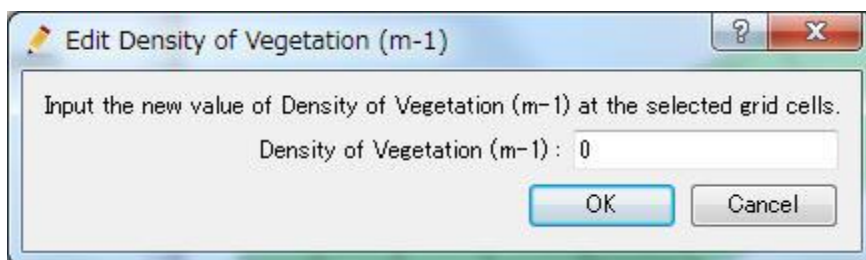 Edit Density of Vegetation (m-1)
Input the new value of Density of Vegetation (m-1) at the selected grid cells.
Density of Vegetation (m-1) : 0
OK Cancel